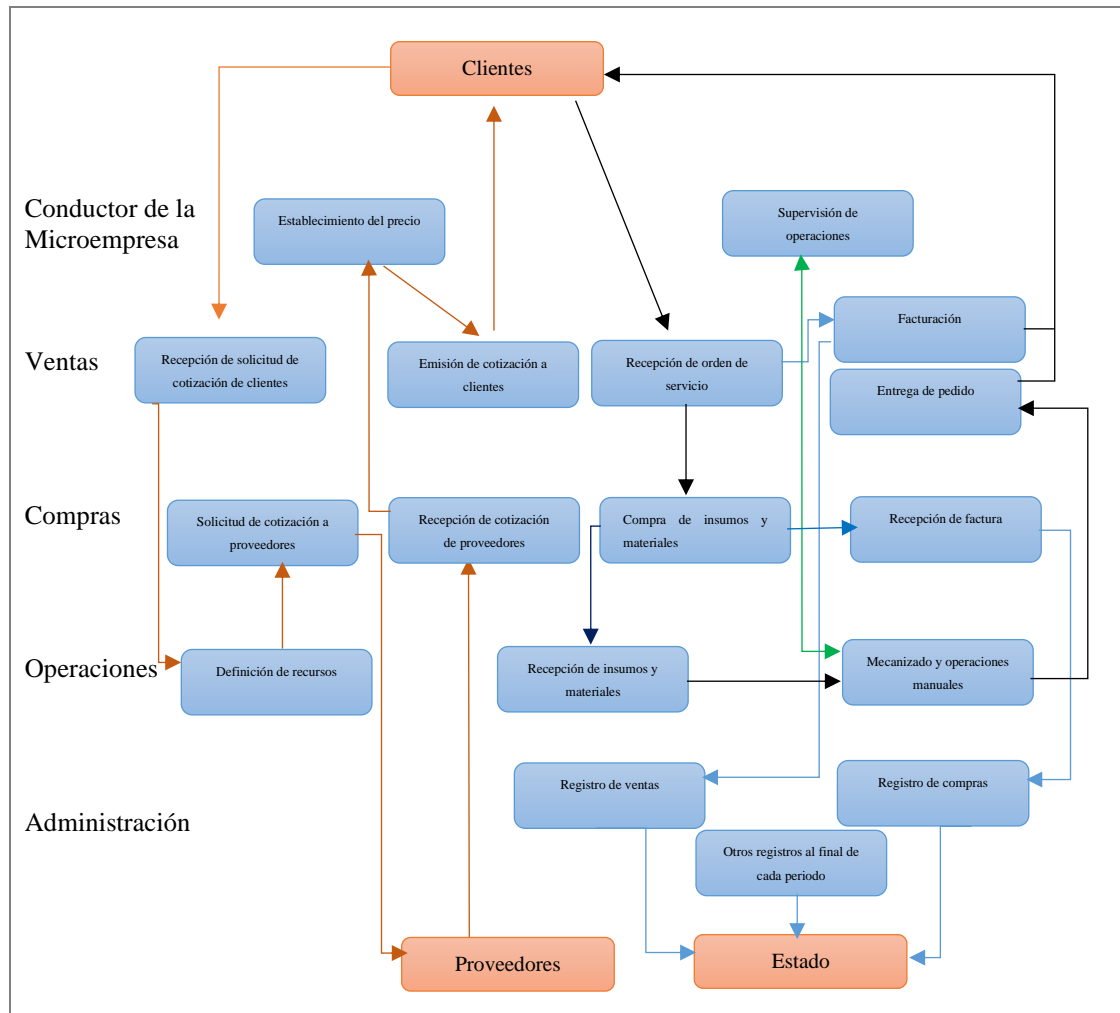 Clientes
Conductor de la
Microempresa
Establecimiento del precio
Supervisión de
operaciones
Ventas
Recepción de solicitud de
cotización de clientes
Emisión de cotización a
clientes
Recepción de orden de
servicio
Facturación
Entrega de pedido
Compras
Solicitud de cotización a
proveedores
Recepción de cotización
de proveedores
Compra de insumos y
materiales
Recepción de factura
Operaciones
Definición de recursos
Recepción de insumos y
materiales
Mecanizado y operaciones
manuales
Administración
Registro de ventas
Registro de compras
Otros registros al final de
cada periodo
Proveedores
Estado